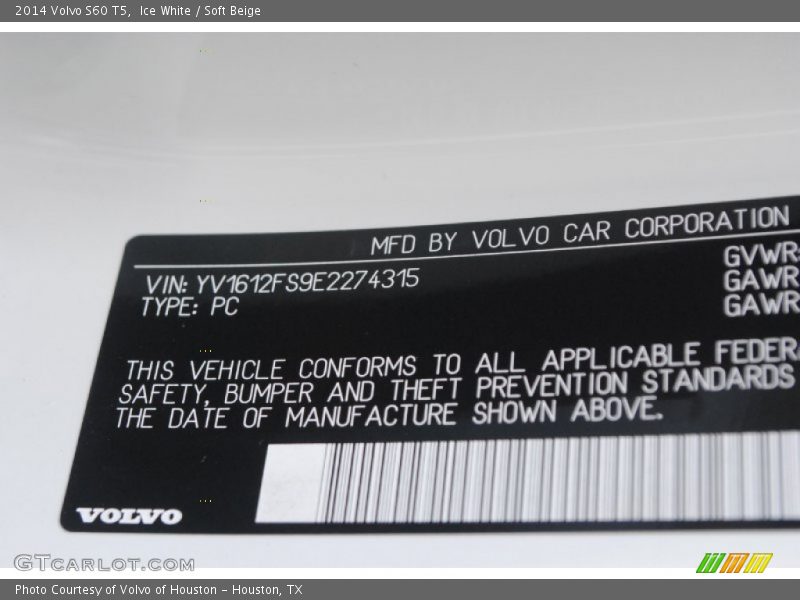 2014 Volvo S60 T5, Ice White / Soft Beige
MFD BY VOLVO CAR CORPORATION
VIN: YV1612FS9E2274315
TYPE: PC
GVWR:
GAWR
GAWR
THIS VEHICLE CONFORMS TO ALL APPLICABLE FEDERA
SAFETY, BUMPER AND THEFT PREVENTION STANDARDS
THE DATE OF MANUFACTURE SHOWN ABOVE.
VOLVO
GTCARLOT.COM
Photo Courtesy of Volvo of Houston – Houston, TX